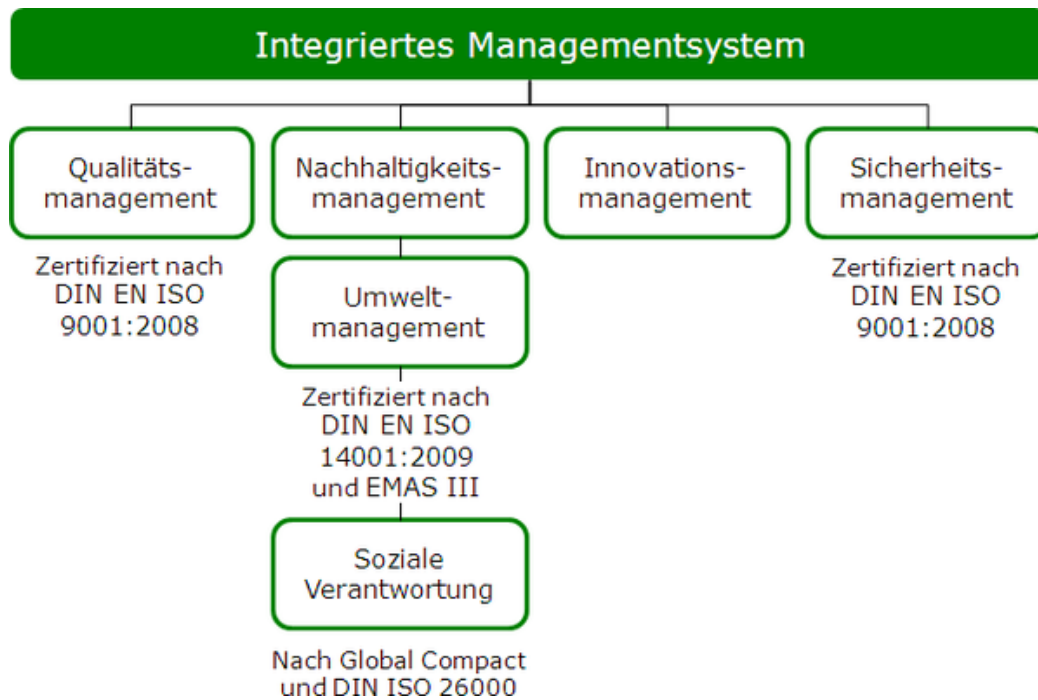 Integriertes Managementsystem
Qualitäts-
management
Zertifiziert nach
DIN EN ISO
9001:2008
Nachhaltigkeits-
management
Umwelt-
management
Zertifiziert nach
DIN EN ISO
14001:2009
und EMAS III
Soziale
Verantwortung
Nach Global Compact
und DIN ISO 26000
Innovations-
management
Sicherheits-
management
Zertifiziert nach
DIN EN ISO
9001:2008